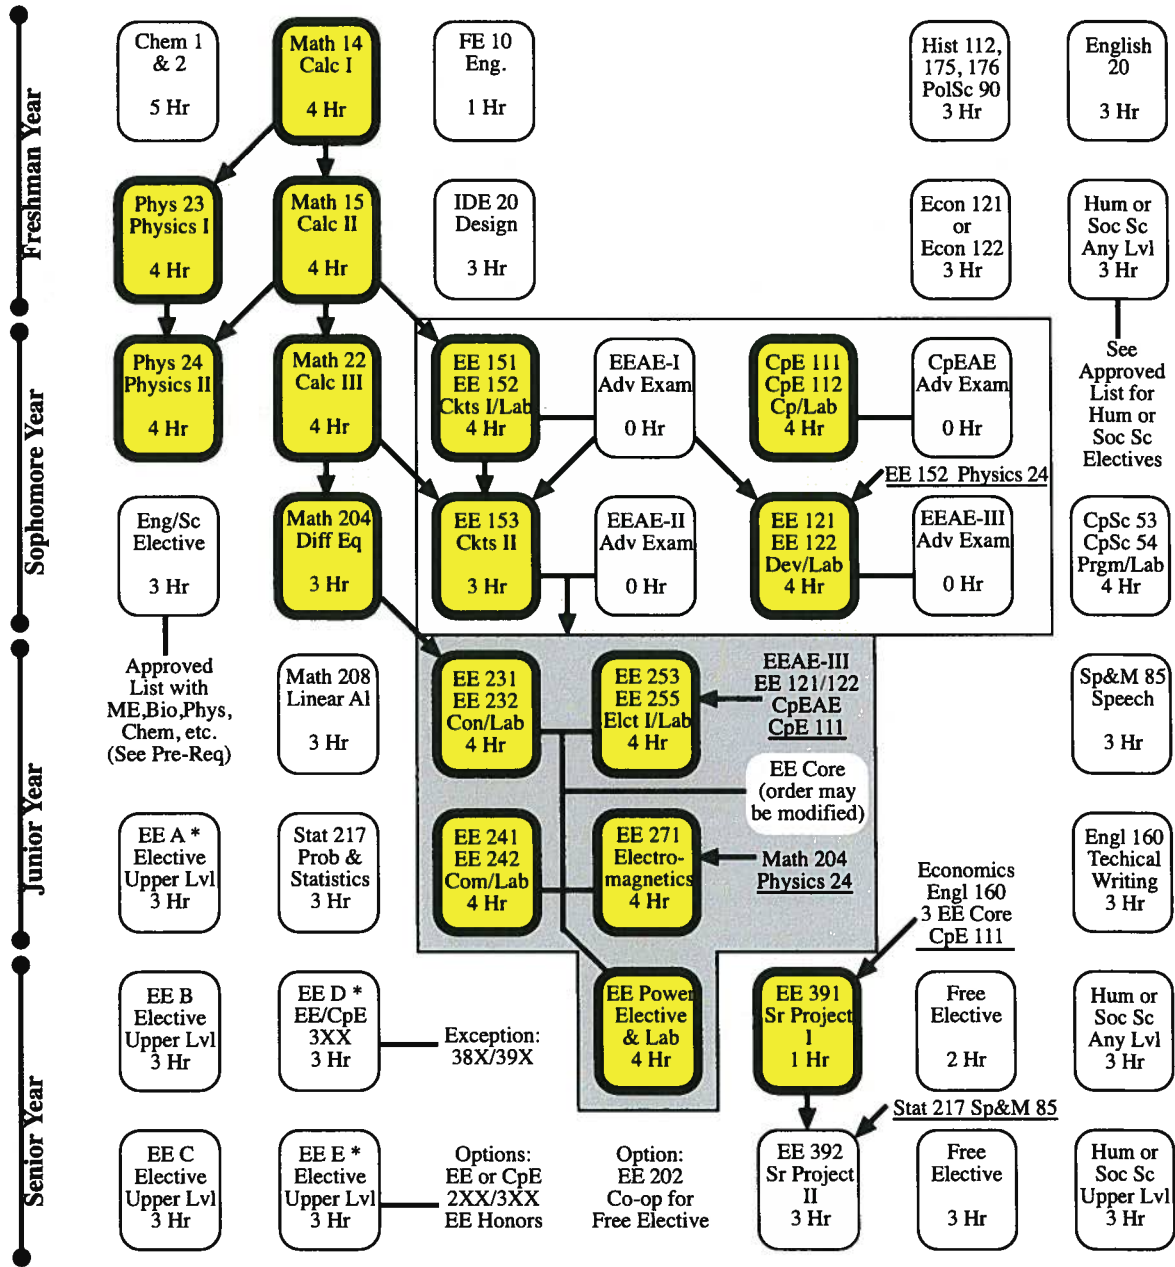 Freshman Year
Chem 1
& 2
5 Hr
Math 14
Calc I
4 Hr
FE 10
Eng.
1 Hr
Hist 112,
175, 176
PolSc 90
3 Hr
English
20
3 Hr
Phys 23
Physics I
4 Hr
Math 15
Calc II
4 Hr
IDE 20
Design
3 Hr
Econ 121
or
Econ 122
3 Hr
Hum or
Soc Sc
Any Lvl
3 Hr
Sophomore Year
Phys 24
Physics II
4 Hr
Math 22
Calc III
4 Hr
EE 151
EE 152
Ckts I/Lab
4 Hr
EEAE-I
Adv Exam
0 Hr
CpE 111
CpE 112
Cp/Lab
4 Hr
CpEAE
Adv Exam
0 Hr
See
Approved
List for
Hum or
Soc Sc
Electives
EE 152 Physics 24
Eng/Sc
Elective
3 Hr
Math 204
Diff Eq
3 Hr
EE 153
Ckts II
3 Hr
EEAE-II
Adv Exam
0 Hr
EE 121
EE 122
Dev/Lab
4 Hr
EEAE-III
Adv Exam
0 Hr
CpSc 53
CpSc 54
Prgm/Lab
4 Hr
Junior Year
Approved
List with
ME,Bio,Phys,
Chem, etc.
(See Pre-Req)
Math 208
Linear Al
3 Hr
EE 231
EE 232
Con/Lab
4 Hr
EE 253
EE 255
Elct I/Lab
4 Hr
EEAE-III
EE 121/122
CpEAE
CpE 111
Sp&M 85
Speech
3 Hr
EE Core
(order may
be modified)
EE A *
Elective
Upper Lvl
3 Hr
Stat 217
Prob &
Statistics
3 Hr
EE 241
EE 242
Com/Lab
4 Hr
EE 271
Electro-
magnetics
4 Hr
Math 204
Physics 24
Economics
Engl 160
3 EE Core
CpE 111
Engl 160
Techical
Writing
3 Hr
Senior Year
EE B
Elective
Upper Lvl
3 Hr
EE D *
EE/CpE
3XX
3 Hr
Exception:
38X/39X
EE Power
Elective
& Lab
4 Hr
EE 391
Sr Project
I
1 Hr
Free
Elective
2 Hr
Hum or
Soc Sc
Any Lvl
3 Hr
Stat 217 Sp&M 85
EE C
Elective
Upper Lvl
3 Hr
EE E *
Elective
Upper Lvl
3 Hr
Options:
EE or CpE
2XX/3XX
EE Honors
Option:
EE 202
Co-op for
Free Elective
EE 392
Sr Project
II
3 Hr
Free
Elective
3 Hr
Hum or
Soc Sc
Upper Lvl
3 Hr